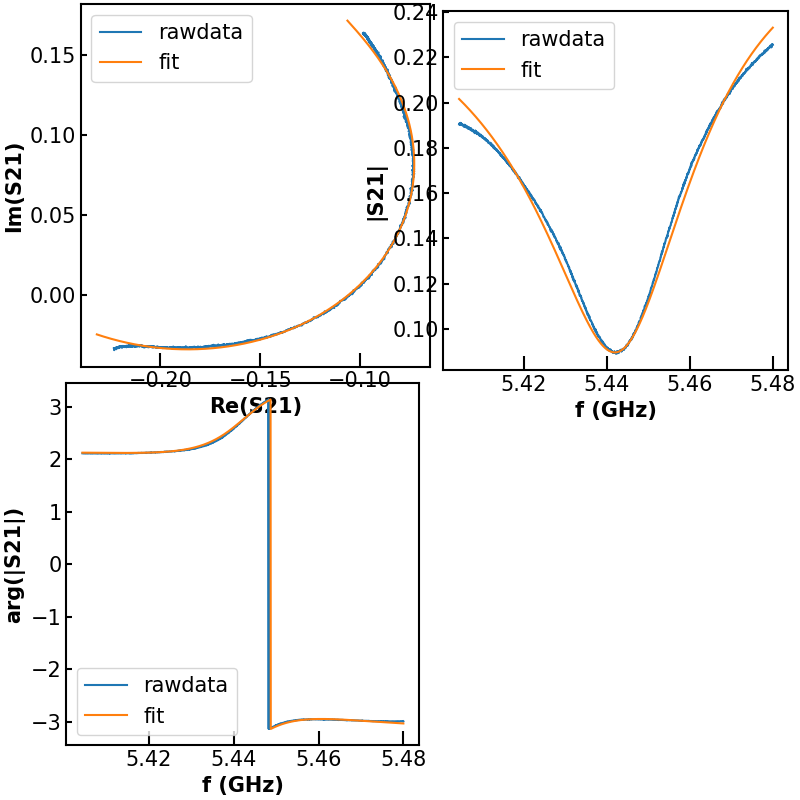 rawdata
fit
0.15
0.10
0.05
0.00
Im(S21)
−0.20
−0.15
−0.10
Re(S21)
rawdata
fit
0.24
0.22
0.20
0.18
0.16
0.14
0.12
0.10
|S21|
5.42
5.44
5.46
5.48
f (GHz)
3
2
1
0
−1
−2
−3
arg(|S21|)
rawdata
fit
5.42
5.44
5.46
5.48
f (GHz)